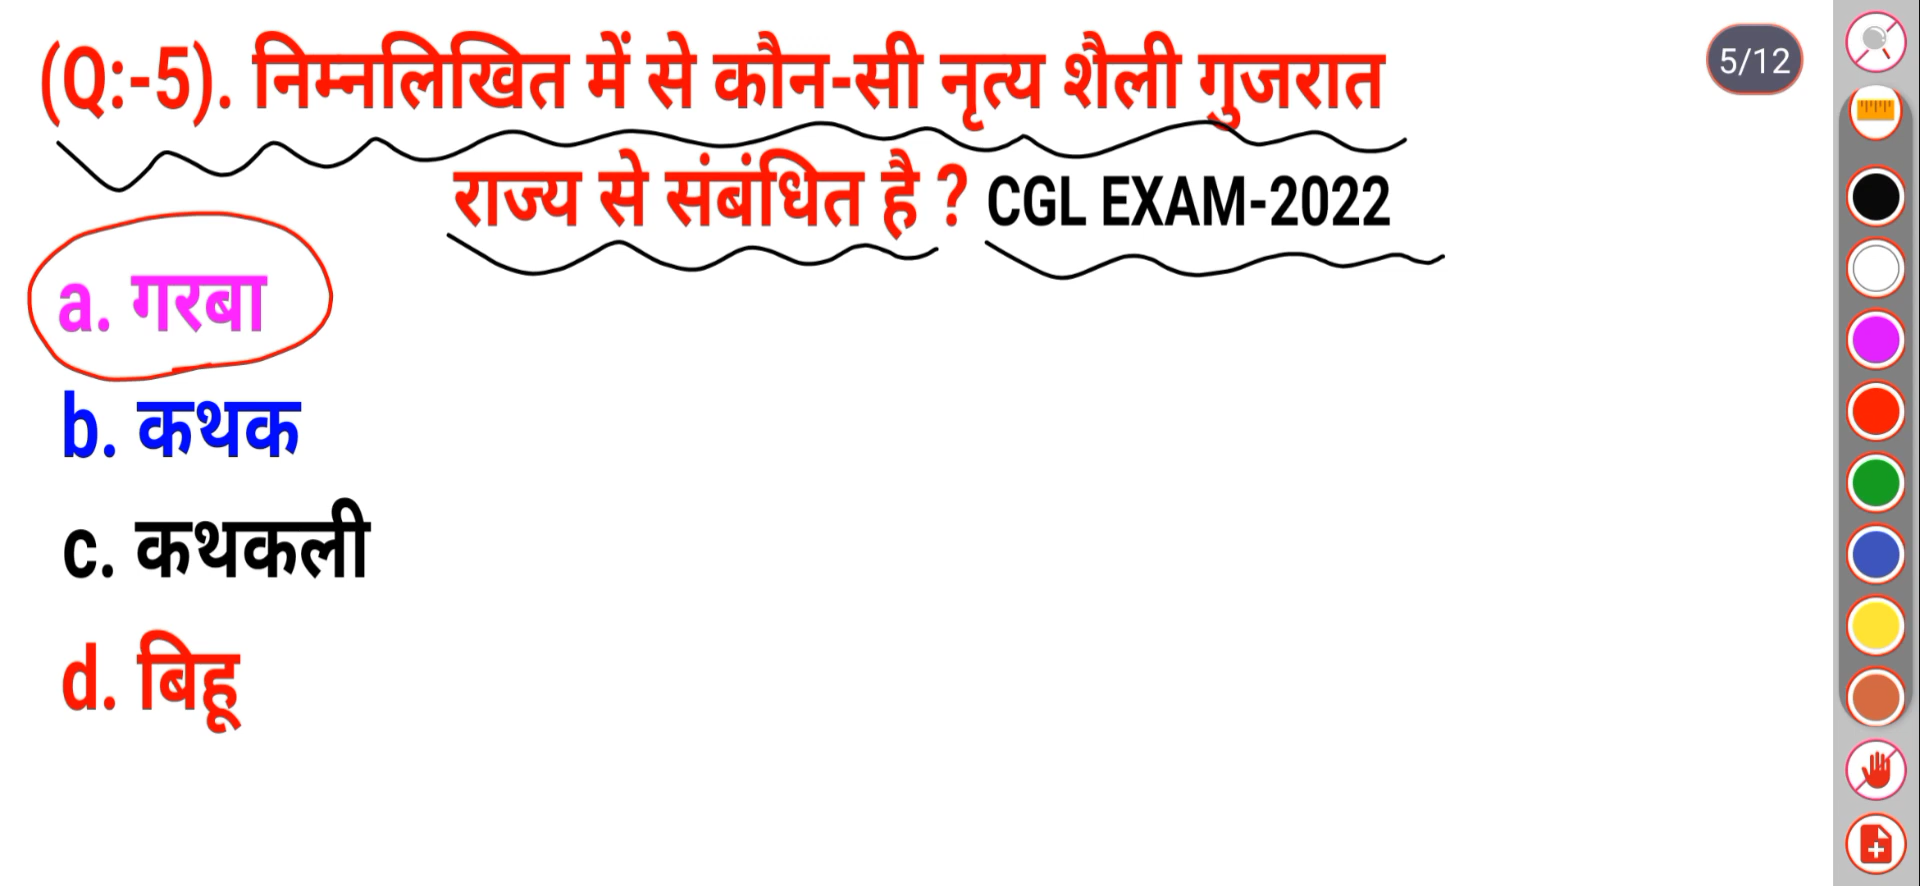 (Q:-5). निम्नलिखित में से कौन-सी नृत्य शैली गुजरात
राज्य से संबंधित है ? CGL EXAM-2022
a. गरबा
b. कथक
c. कथकली
d. बिहू
5/12